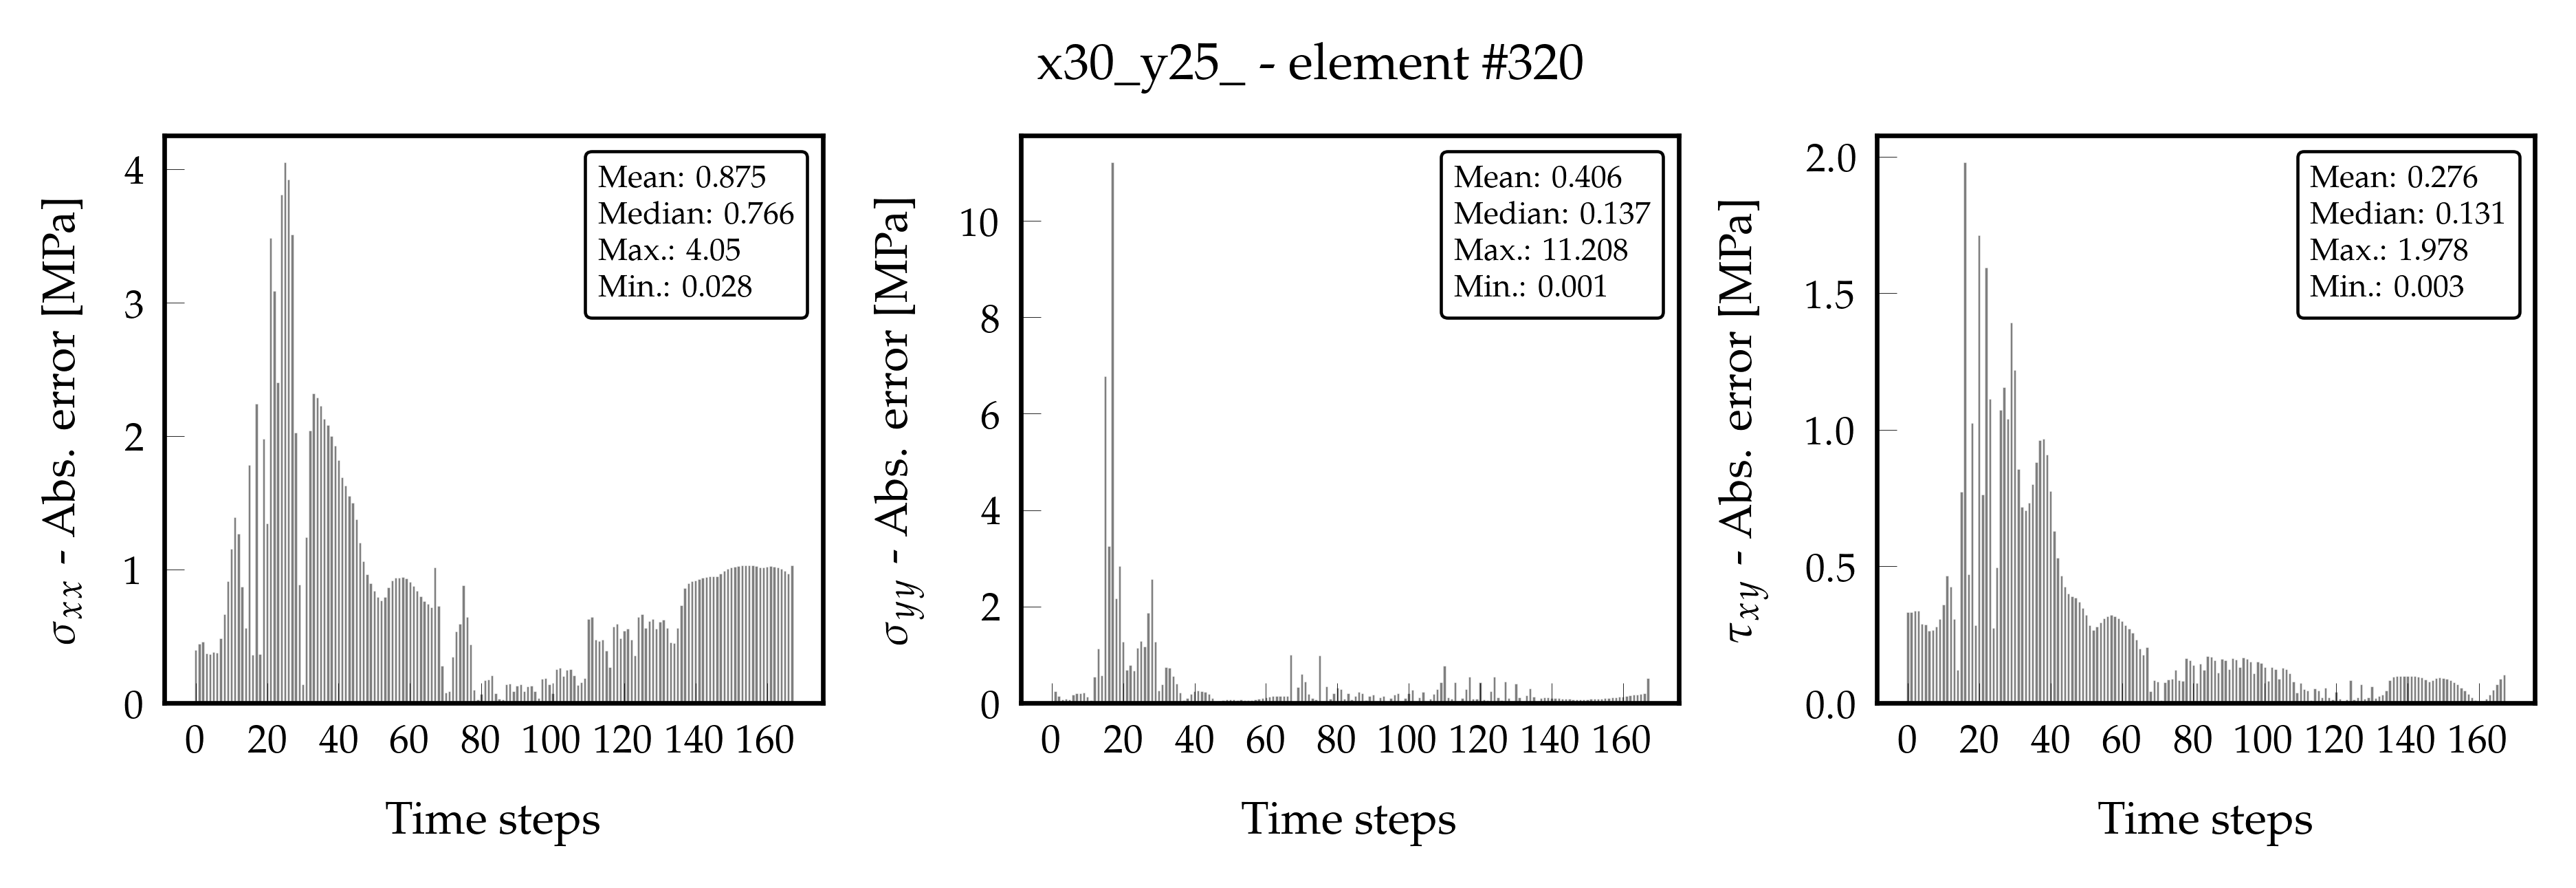 x30_y25_ - element #320
σxx - Abs. error [MPa]
4
3
2
1
0
Mean: 0.875
Median: 0.766
Max.: 4.05
Min.: 0.028
0 20 40 60 80 100 120 140 160
Time steps
σyy - Abs. error [MPa]
10
8
6
4
2
0
Mean: 0.406
Median: 0.137
Max.: 11.208
Min.: 0.001
0 20 40 60 80 100 120 140 160
Time steps
τxy - Abs. error [MPa]
2.0
1.5
1.0
0.5
0.0
Mean: 0.276
Median: 0.131
Max.: 1.978
Min.: 0.003
0 20 40 60 80 100 120 140 160
Time steps